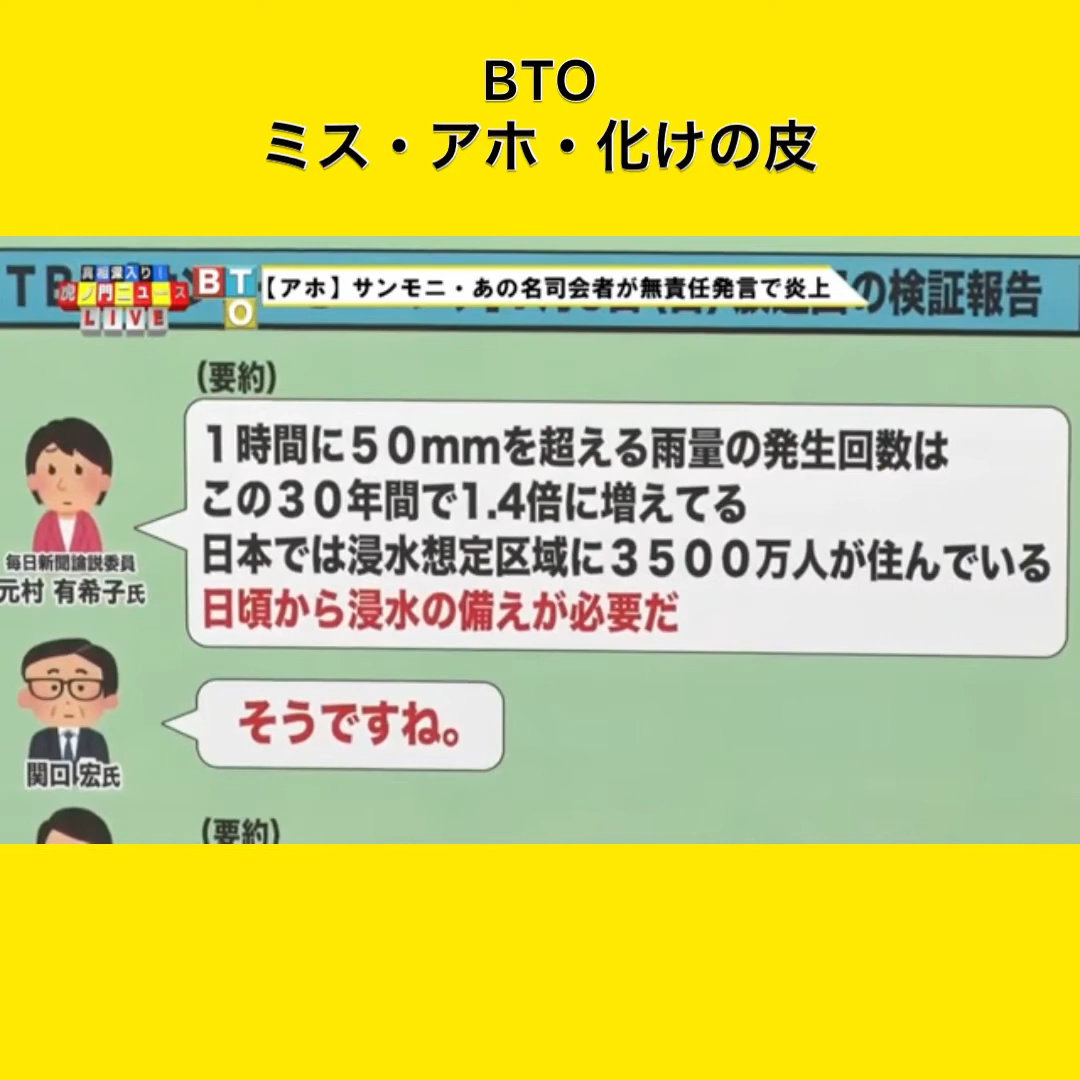 BTO
ミス・アホ・化けの皮
真相深入り!
虎ノ門ニュース
LIVE
BTO
【アホ】サンモニ・あの名司会者が無責任発言で炎上
の検証報告
(要約)
1時間に50mmを超える雨量の発生回数は
この30年間で1.4倍に増えてる
日本では浸水想定区域に3500万人が住んでいる
日頃から浸水の備えが必要だ
毎日新聞論説委員
元村 有希子氏
そうですね。
関口 宏氏
(要約)